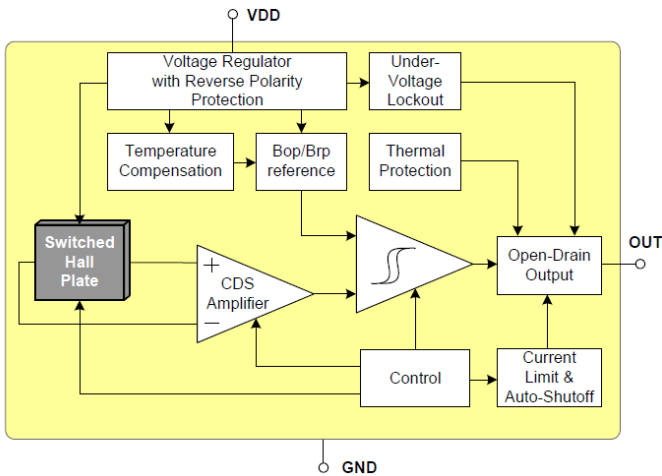 VDD
Voltage Regulator
with Reverse Polarity
Protection
Under-
Voltage
Lockout
Temperature
Compensation
Bop/Brp
reference
Thermal
Protection
Switched
Hall
Plate
+
CDS
Amplifier
−
Open-Drain
Output
OUT
Control
Current
Limit &
Auto-Shutoff
GND